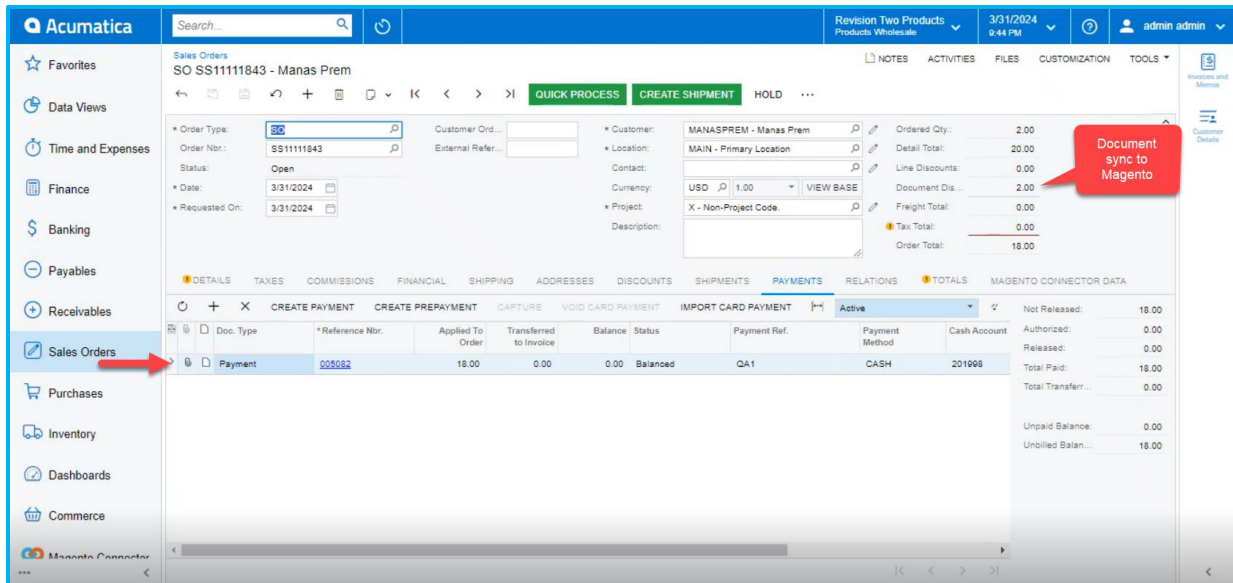 Acumatica
Search...
Revision Two Products
Products Wholesale
3/31/2024
9:44 PM
admin admin
Favorites
Data Views
Time and Expenses
Finance
Banking
Payables
Receivables
Sales Orders
Purchases
Inventory
Dashboards
Commerce
Magento Connector
Sales Orders
SO SS11111843 - Manas Prem
NOTES ACTIVITIES FILES CUSTOMIZATION TOOLS
QUICK PROCESS CREATE SHIPMENT HOLD ...
* Order Type: SO
Order Nbr.: SS11111843
Status: Open
* Date: 3/31/2024
* Requested On: 3/31/2024
Customer Ord...
External Refer...
* Customer: MANASPREM - Manas Prem
* Location: MAIN - Primary Location
Contact:
Currency: USD 1.00 VIEW BASE
* Project: X - Non-Project Code.
Description:
Ordered Qty.: 2.00
Detail Total: 20.00
Line Discounts: 0.00
Document Dis... 2.00
Freight Total: 0.00
Tax Total: 0.00
Order Total: 18.00
Document
sync to
Magento
Invoices and
Memos
Customer
Details
DETAILS TAXES COMMISSIONS FINANCIAL SHIPPING ADDRESSES DISCOUNTS SHIPMENTS PAYMENTS RELATIONS TOTALS MAGENTO CONNECTOR DATA
CREATE PAYMENT CREATE PREPAYMENT CAPTURE VOID CARD PAYMENT IMPORT CARD PAYMENT Active
Doc. Type * Reference Nbr. Applied To Order Transferred to Invoice Balance Status Payment Ref. Payment Method Cash Account
Payment 005082 18.00 0.00 0.00 Balanced QA1 CASH 201998
Not Released: 18.00
Authorized: 0.00
Released: 0.00
Total Paid: 18.00
Total Transferr... 0.00
Unpaid Balance: 0.00
Unbilled Balan... 18.00